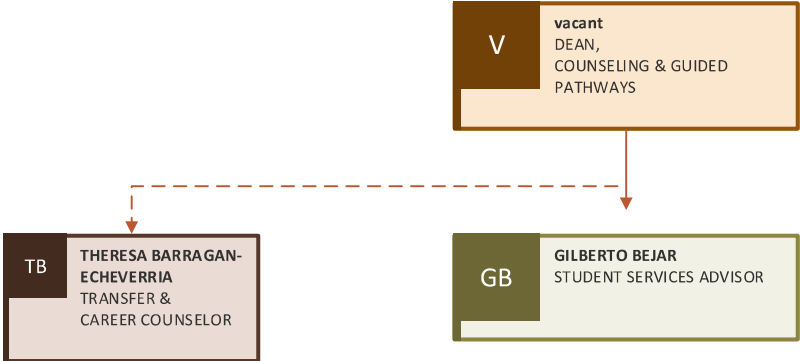 V
vacant
DEAN,
COUNSELING & GUIDED
PATHWAYS
TB
THERESA BARRAGAN-
ECHEVERRIA
TRANSFER &
CAREER COUNSELOR
GB
GILBERTO BEJAR
STUDENT SERVICES ADVISOR